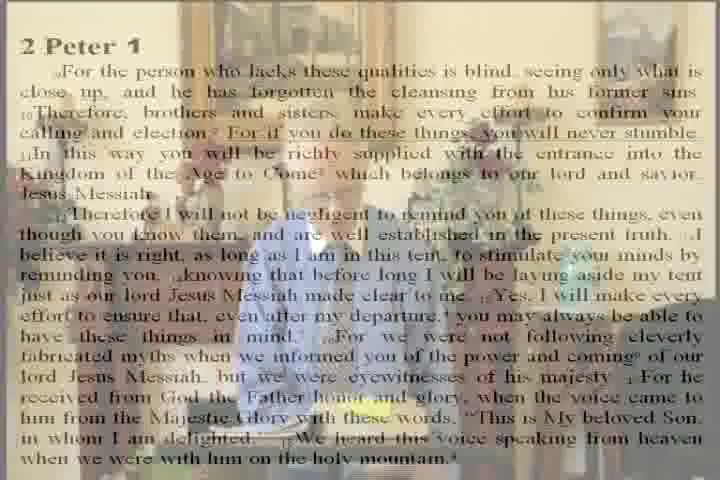 2 Peter 1
9For the person who lacks these qualities is blind, seeing only what is
close up, and he has forgotten the cleansing from his former sins.
10Therefore, brothers and sisters, make every effort to confirm your
calling and election. For if you do these things, you will never stumble.
11In this way you will be richly supplied with the entrance into the
Kingdom of the Age to Come which belongs to our lord and savior,
Jesus Messiah.
12Therefore I will not be negligent to remind you of these things, even
though you know them, and are well established in the present truth. 13I
believe it is right, as long as I am in this tent, to stimulate your minds by
reminding you, 14knowing that before long I will be laying aside my tent
just as our lord Jesus Messiah made clear to me. 15Yes, I will make every
effort to ensure that, even after my departure, you may always be able to
have these things in mind. 16For we were not following cleverly
fabricated myths when we informed you of the power and coming of our
lord Jesus Messiah, but we were eyewitnesses of his majesty. 17For he
received from God the Father honor and glory, when the voice came to
him from the Majestic Glory with these words, "This is My beloved Son,
in whom I am delighted." 18We heard this voice speaking from heaven
when we were with him on the holy mountain.